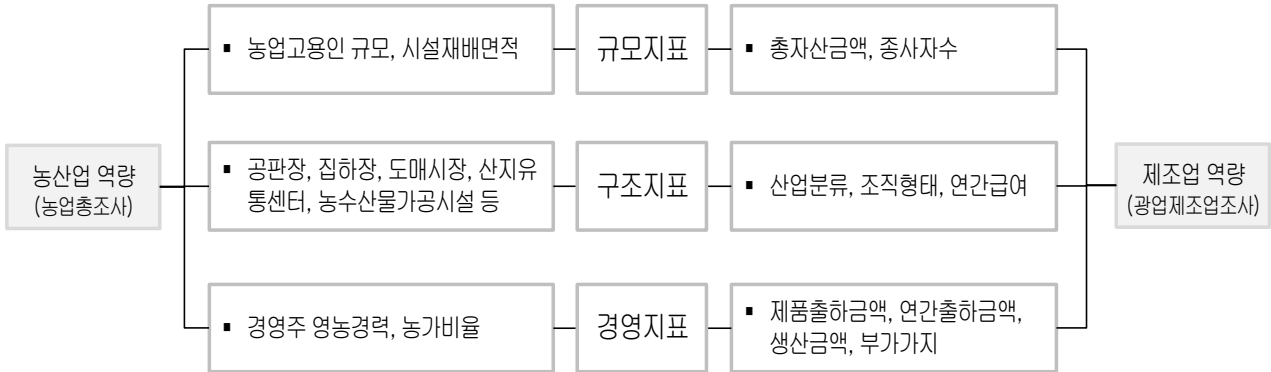 ▪ 농업고용인 규모, 시설재배면적
규모지표
▪ 총자산금액, 종사자수
농산업 역량
(농업총조사)
▪ 공판장, 집하장, 도매시장, 산지유
통센터, 농수산물가공시설 등
구조지표
▪ 산업분류, 조직형태, 연간급여
제조업 역량
(광업제조업조사)
▪ 경영주 영농경력, 농가비율
경영지표
▪ 제품출하금액, 연간출하금액,
생산금액, 부가가지